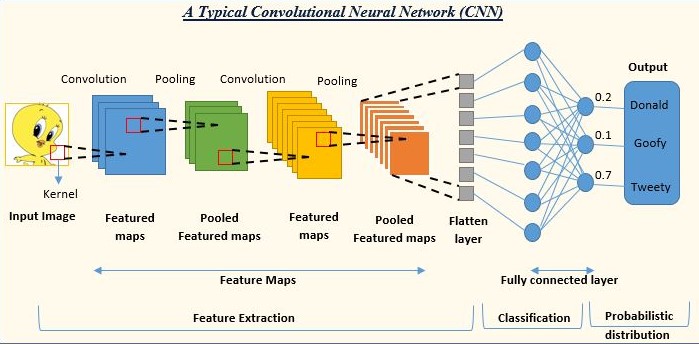 A Typical Convolutional Neural Network (CNN)
Convolution
Pooling
Convolution
Pooling
Output
0.2
Donald
0.1
Goofy
0.7
Tweety
Kernel
Input Image
Featured
maps
Pooled
Featured maps
Featured
maps
Pooled
Featured maps
Flatten
layer
Feature Maps
Fully connected layer
Feature Extraction
Classification
Probabilistic
distribution